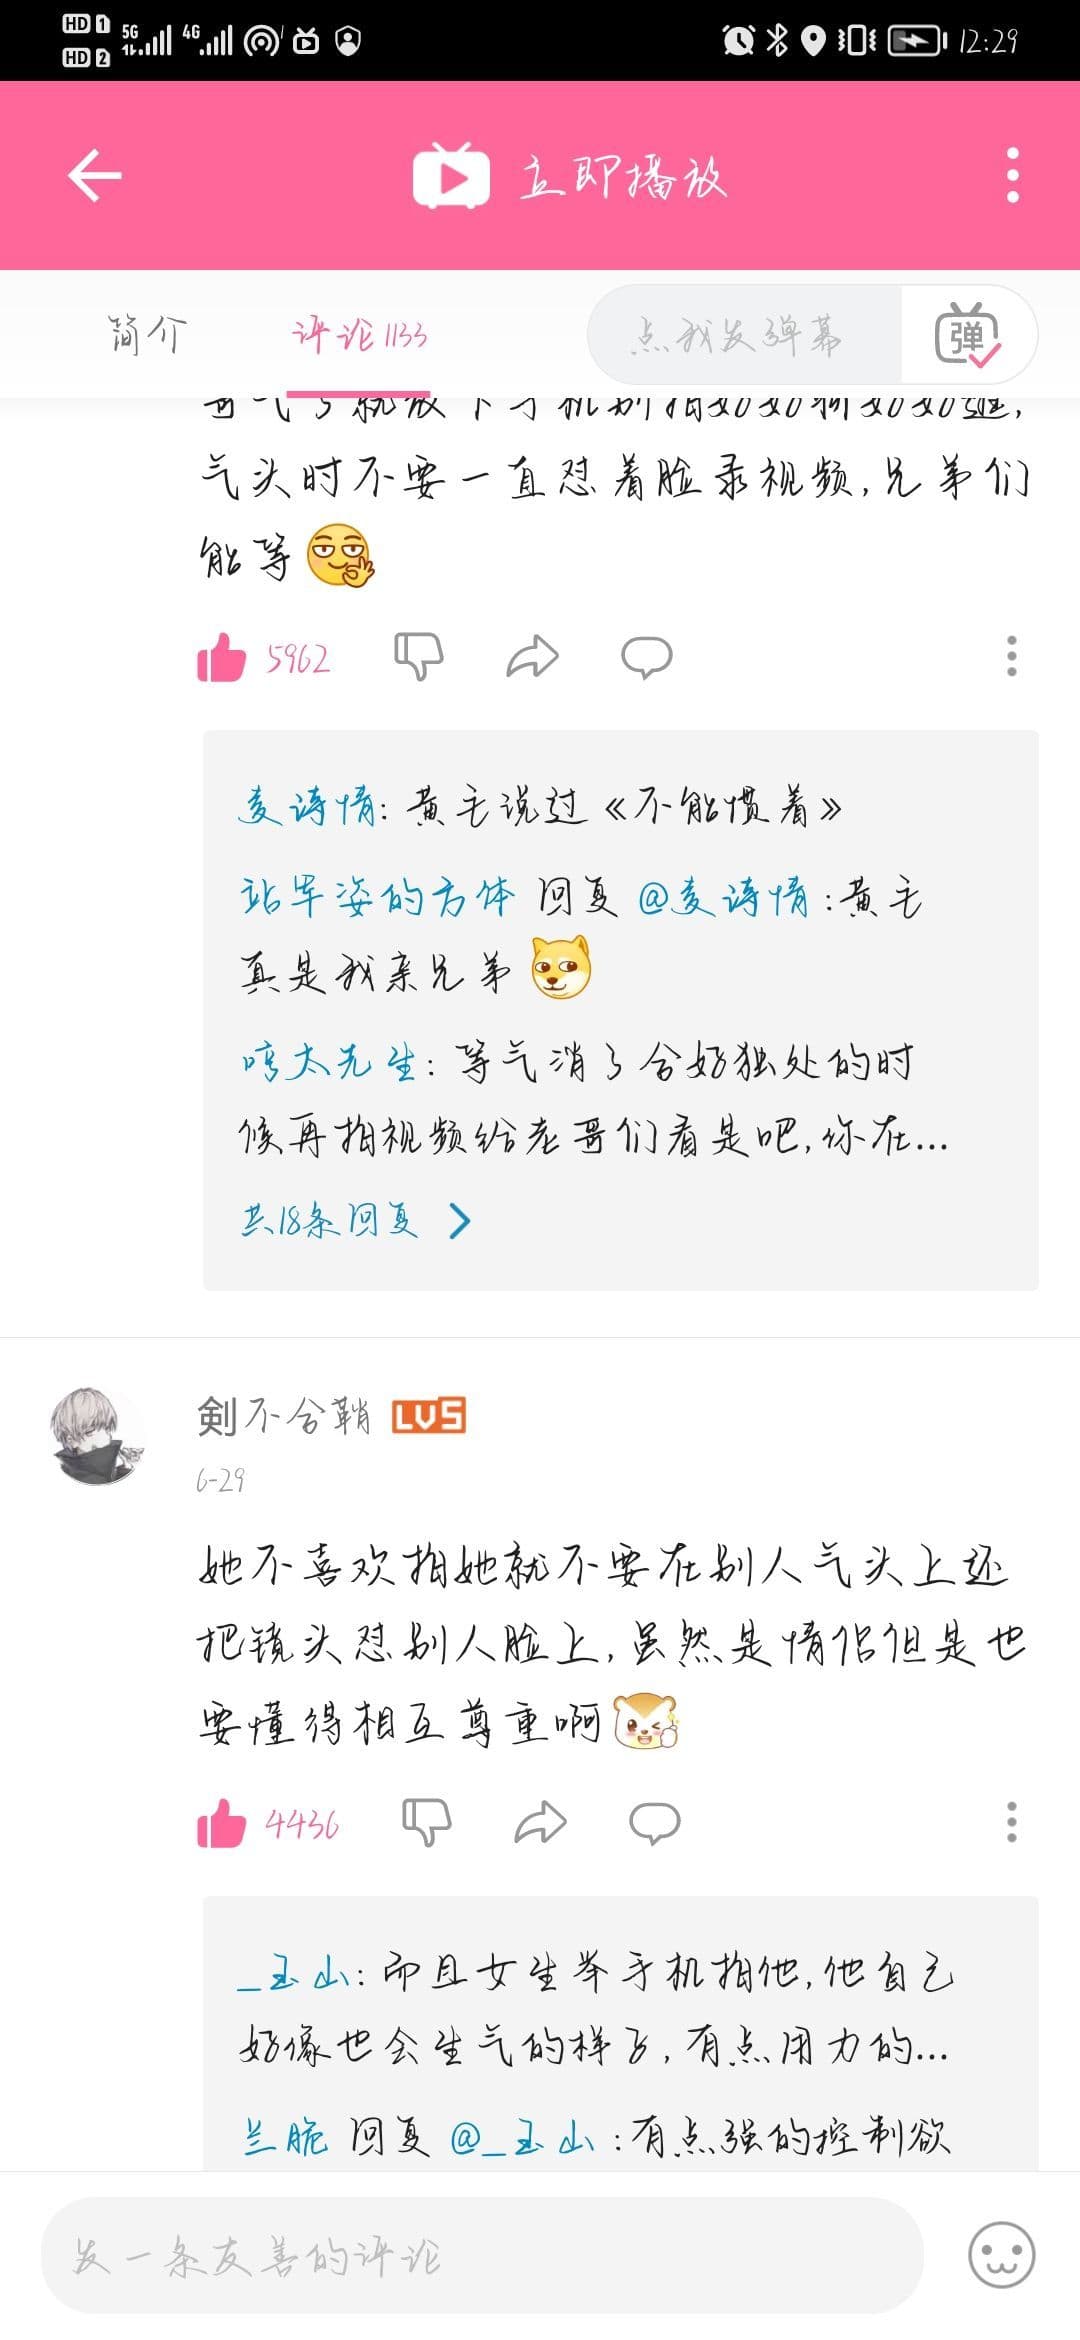 HD 1 5G 4G 12:29
HD 2
立即播放
简介 评论 1133 点我发弹幕 弹
气头时不要一直怼着脸录视频，兄弟们
能等
5962
麦诗情：黄毛说过《不能惯着》
站军姿的方体 回复 @麦诗情 :黄毛
真是我亲兄弟
太先生：等气消了合好独处的时
候再拍视频给老哥们看是吧，你在...
共18条回复
剣不合鞘 LV5
6-29
她不喜欢拍她就不要在别人气头上还
把镜头怼别人脸上，虽然是情侣但是也
要懂得相互尊重啊
4436
_玉山：而且女生举手机拍他，他自己
好像也会生气的样子，有点用力的...
兰脆 回复 @_玉山 :有点强的控制欲
发一条友善的评论